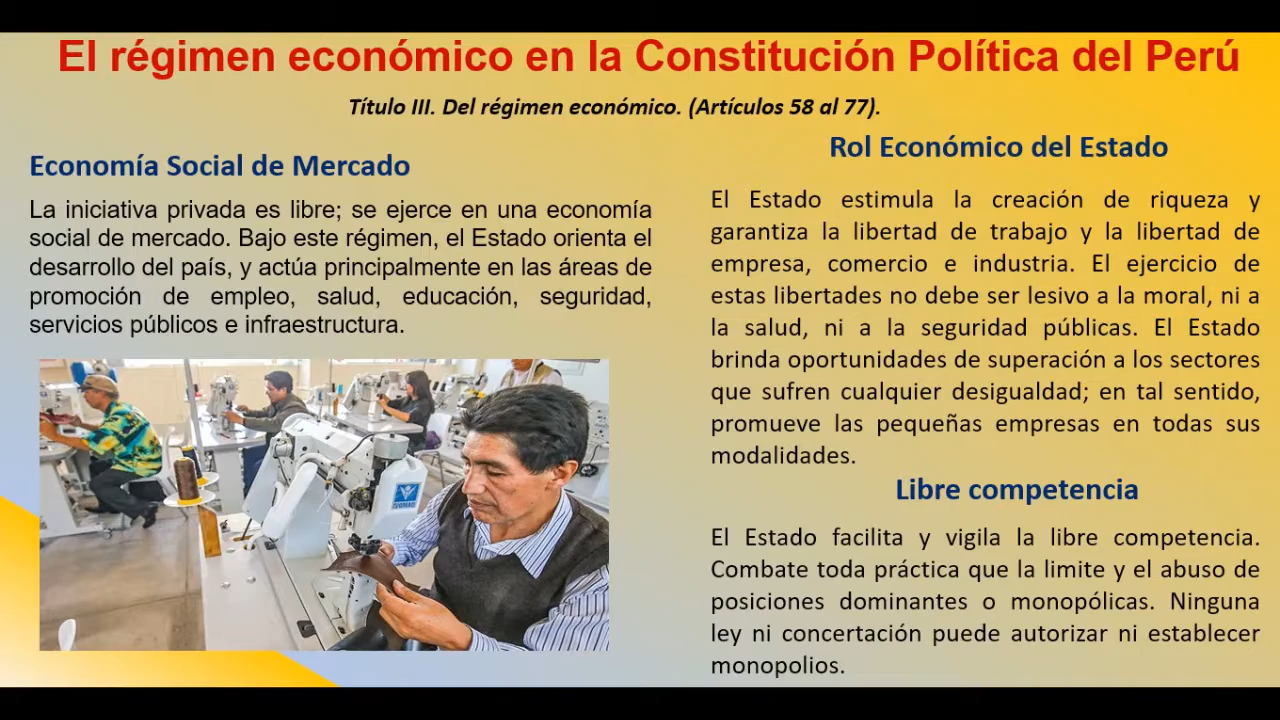 El régimen económico en la Constitución Política del Perú
Título III. Del régimen económico. (Artículos 58 al 77).
Economía Social de Mercado
La iniciativa privada es libre; se ejerce en una economía
social de mercado. Bajo este régimen, el Estado orienta el
desarrollo del país, y actúa principalmente en las áreas de
promoción de empleo, salud, educación, seguridad,
servicios públicos e infraestructura.
Rol Económico del Estado
El Estado estimula la creación de riqueza y
garantiza la libertad de trabajo y la libertad de
empresa, comercio e industria. El ejercicio de
estas libertades no debe ser lesivo a la moral, ni a
la salud, ni a la seguridad públicas. El Estado
brinda oportunidades de superación a los sectores
que sufren cualquier desigualdad; en tal sentido,
promueve las pequeñas empresas en todas sus
modalidades.
Libre competencia
El Estado facilita y vigila la libre competencia.
Combate toda práctica que la limite y el abuso de
posiciones dominantes o monopólicas. Ninguna
ley ni concertación puede autorizar ni establecer
monopolios.